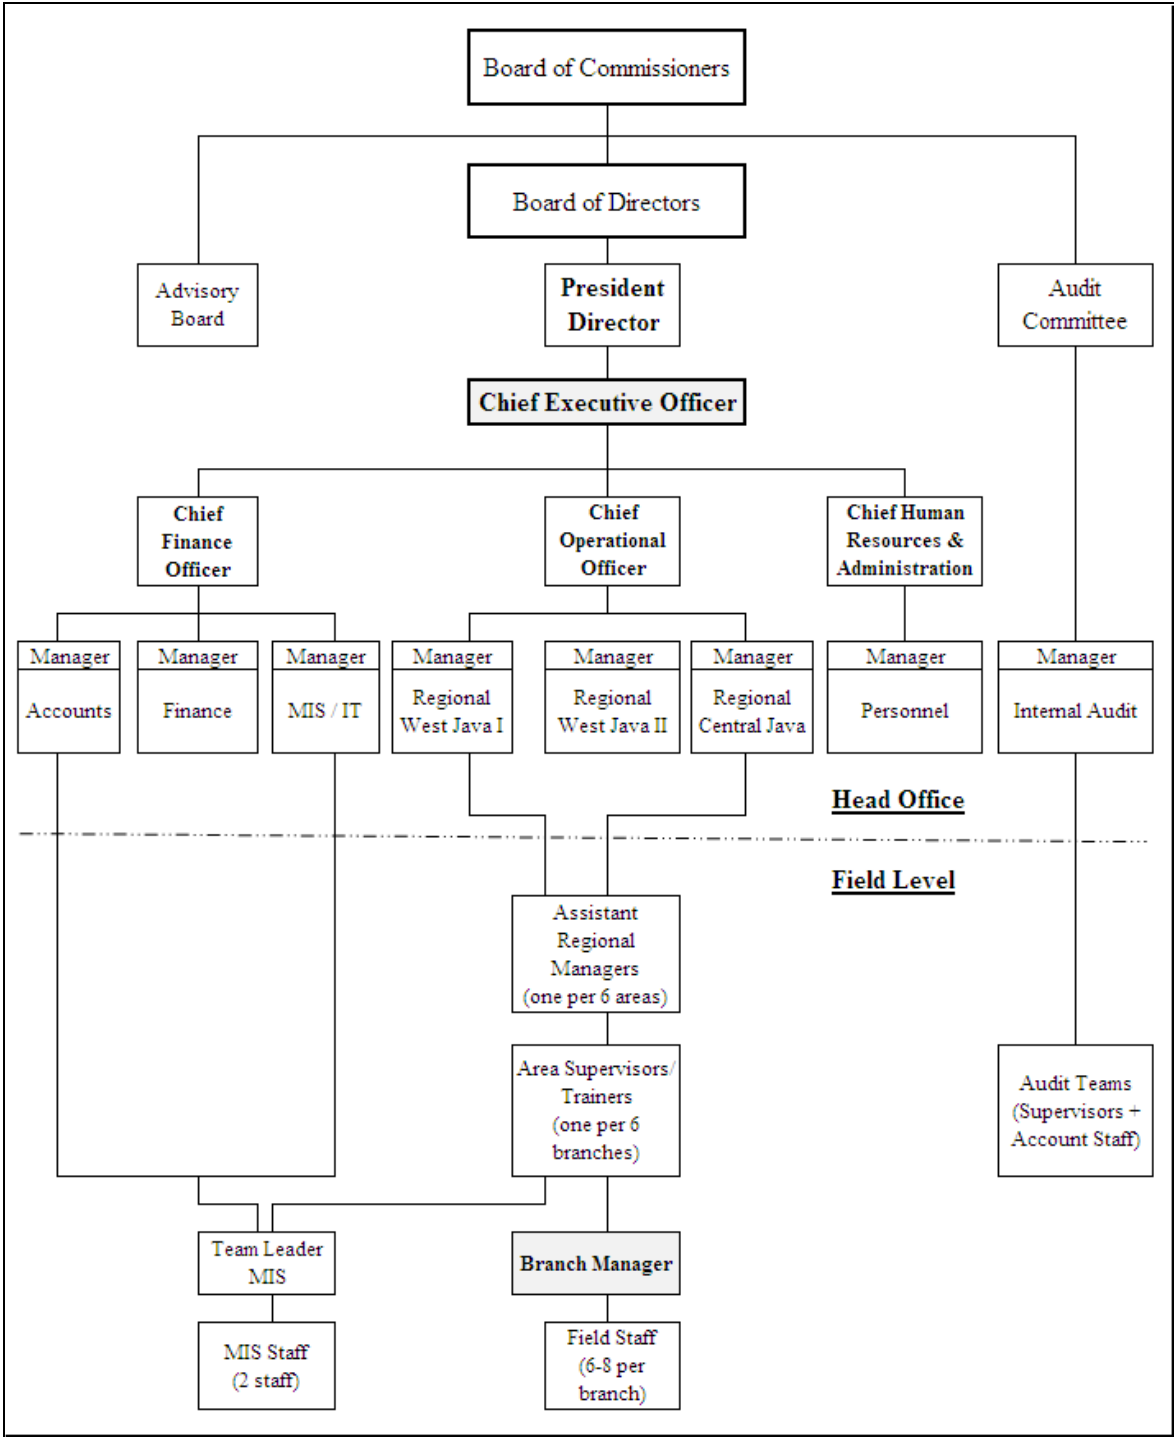 Board of Commissioners
Board of Directors
Advisory
Board
President
Director
Audit
Committee
Chief Executive Officer
Chief
Finance
Officer
Chief
Operational
Officer
Chief Human
Resources &
Administration
Manager
Accounts
Manager
Finance
Manager
MIS / IT
Manager
Regional
West Java I
Manager
Regional
West Java II
Manager
Regional
Central Java
Manager
Personnel
Manager
Internal Audit
Head Office
Field Level
Assistant
Regional
Managers
(one per 6 areas)
Area Supervisors/
Trainers
(one per 6
branches)
Audit Teams
(Supervisors +
Account Staff)
Team Leader
MIS
Branch Manager
MIS Staff
(2 staff)
Field Staff
(6-8 per
branch)